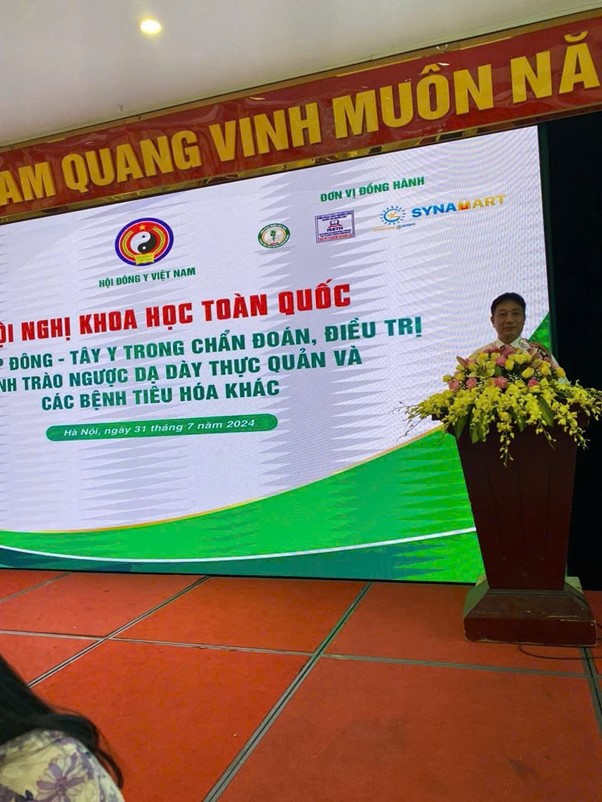 ÂM QUANG VINH MUÔN NĂ
ĐƠN VỊ ĐỒNG HÀNH
SYNAMART
HỘI ĐÔNG Y VIỆT NAM
ỘI NGHỊ KHOA HỌC TOÀN QUỐC
P ĐÔNG - TÂY Y TRONG CHẨN ĐOÁN, ĐIỀU TRỊ
NH TRÀO NGƯỢC DẠ DÀY THỰC QUẢN VÀ
CÁC BỆNH TIÊU HÓA KHÁC
Hà Nội, ngày 31 tháng 7 năm 2024